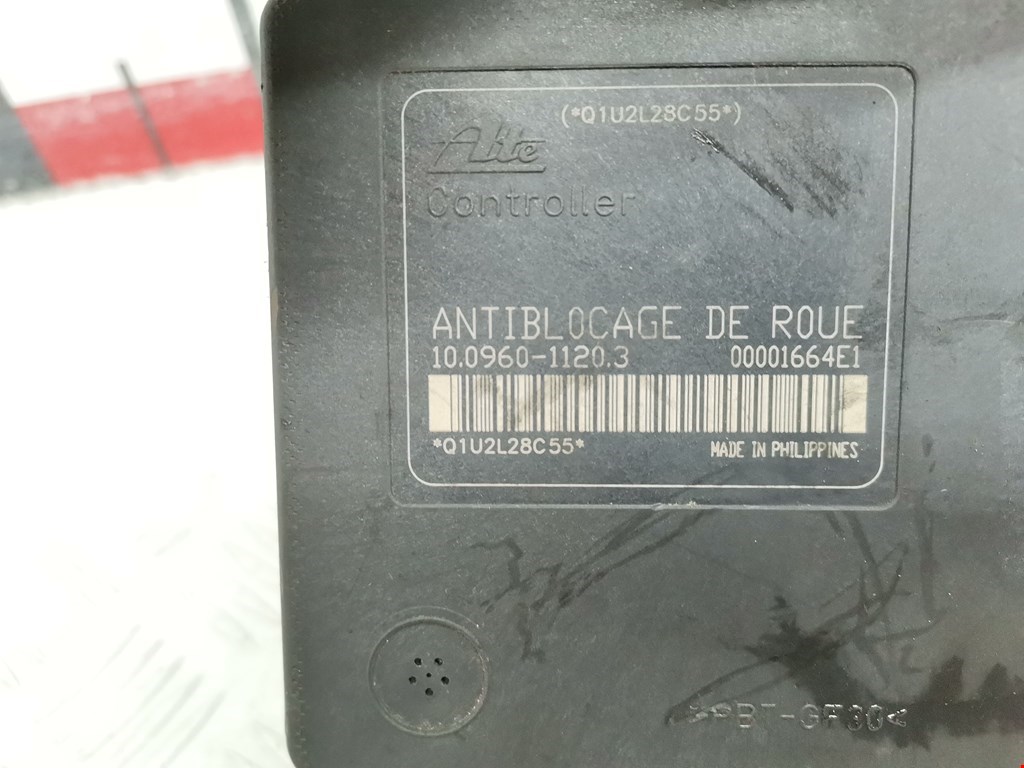 (*Q1U2L28C55*)
Ate
Controller
ANTIBLOCAGE DE ROUE
10.0960-1120.3 00001664E1
*Q1U2L28C55*
MADE IN PHILIPPINES
>PBT-GF30<